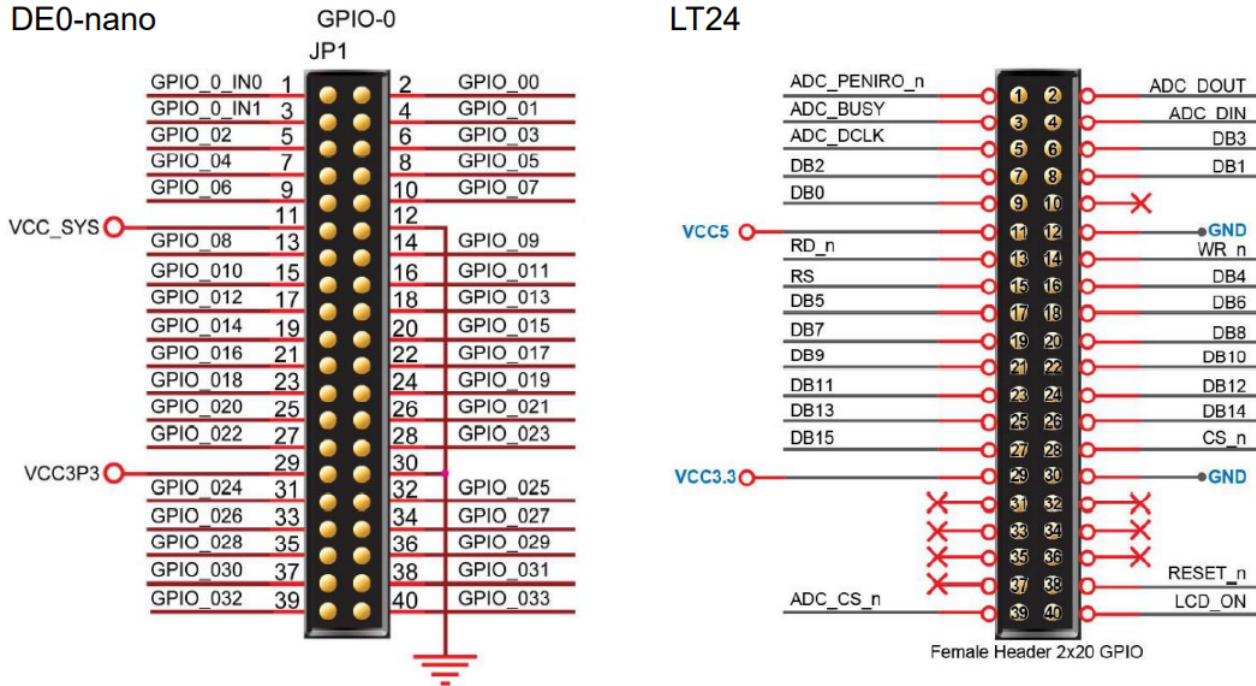 DE0-nano
GPIO-0
JP1
GPIO_0_IN0 1 2 GPIO_00
GPIO_0_IN1 3 4 GPIO_01
GPIO_02 5 6 GPIO_03
GPIO_04 7 8 GPIO_05
GPIO_06 9 10 GPIO_07
VCC_SYS 11 12
GPIO_08 13 14 GPIO_09
GPIO_010 15 16 GPIO_011
GPIO_012 17 18 GPIO_013
GPIO_014 19 20 GPIO_015
GPIO_016 21 22 GPIO_017
GPIO_018 23 24 GPIO_019
GPIO_020 25 26 GPIO_021
GPIO_022 27 28 GPIO_023
VCC3P3 29 30
GPIO_024 31 32 GPIO_025
GPIO_026 33 34 GPIO_027
GPIO_028 35 36 GPIO_029
GPIO_030 37 38 GPIO_031
GPIO_032 39 40 GPIO_033
LT24
ADC_PENIRO_n 1 2 ADC_DOUT
ADC_BUSY 3 4 ADC_DIN
ADC_DCLK 5 6 DB3
DB2 7 8 DB1
DB0 9 10
VCC5 11 12 GND
RD_n 13 14 WR_n
RS 15 16 DB4
DB5 17 18 DB6
DB7 19 20 DB8
DB9 21 22 DB10
DB11 23 24 DB12
DB13 25 26 DB14
DB15 27 28 CS_n
VCC3.3 29 30 GND
31 32
33 34
35 36
37 38 RESET_n
ADC_CS_n 39 40 LCD_ON
Female Header 2x20 GPIO